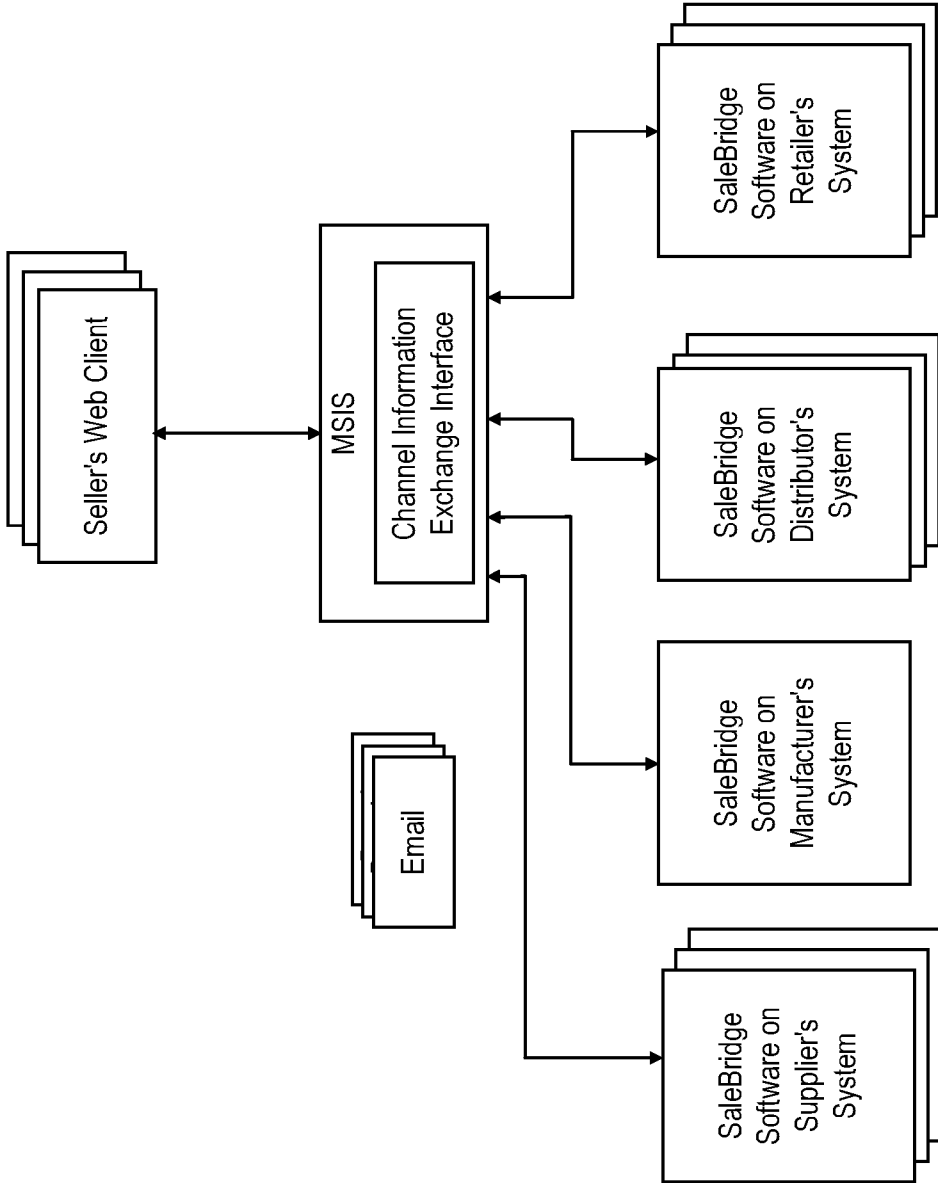 Seller's Web Client
MSIS
Channel Information
Exchange Interface
Email
SaleBridge
Software on
Supplier's
System
SaleBridge
Software on
Manufacturer's
System
SaleBridge
Software on
Distributor's
System
SaleBridge
Software on
Retailer's
System